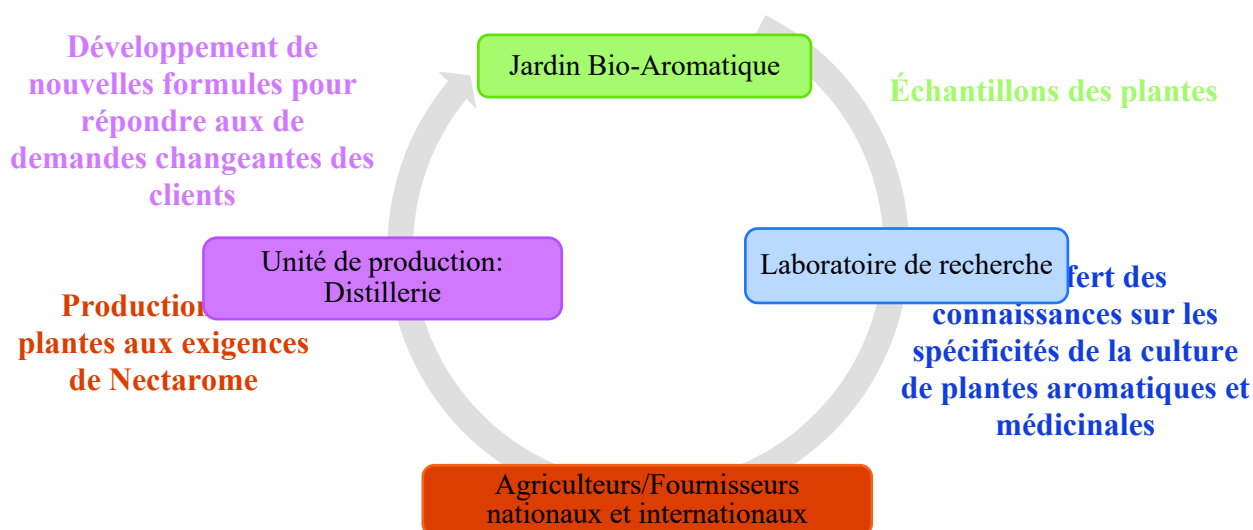 Développement de
nouvelles formules pour
répondre aux de
demandes changeantes des
clients
Jardin Bio-Aromatique
Échantillons des plantes
Unité de production:
Distillerie
Laboratoire de recherche
Production
plantes aux exigences
de Nectarome
fert des
connaissances sur les
spécificités de la culture
de plantes aromatiques et
médicinales
Agriculteurs/Fournisseurs
nationaux et internationaux